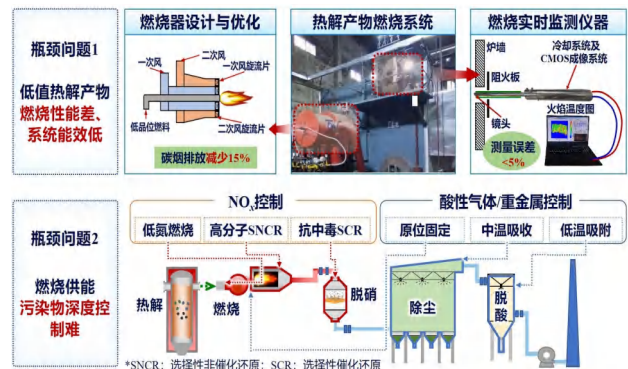 瓶颈问题1
低值热解产物
燃烧性能差、
系统能效低
燃烧器设计与优化
二次风
一次风
一次风旋流片
低品位燃料
二次风旋流片
碳烟排放减少15%
热解产物燃烧系统
燃烧实时监测仪器
炉墙
冷却系统及
CMOS成像系统
阻火板
火焰温度图
镜头
测量误差
<5%
瓶颈问题2
燃烧供能
污染物深度控
制难
NOx控制
低氮燃烧
高分子SNCR
抗中毒SCR
酸性气体/重金属控制
原位固定
中温吸收
低温吸附
热解
燃烧
脱硝
除尘
脱酸
*SNCR：选择性非催化还原；SCR：选择性催化还原